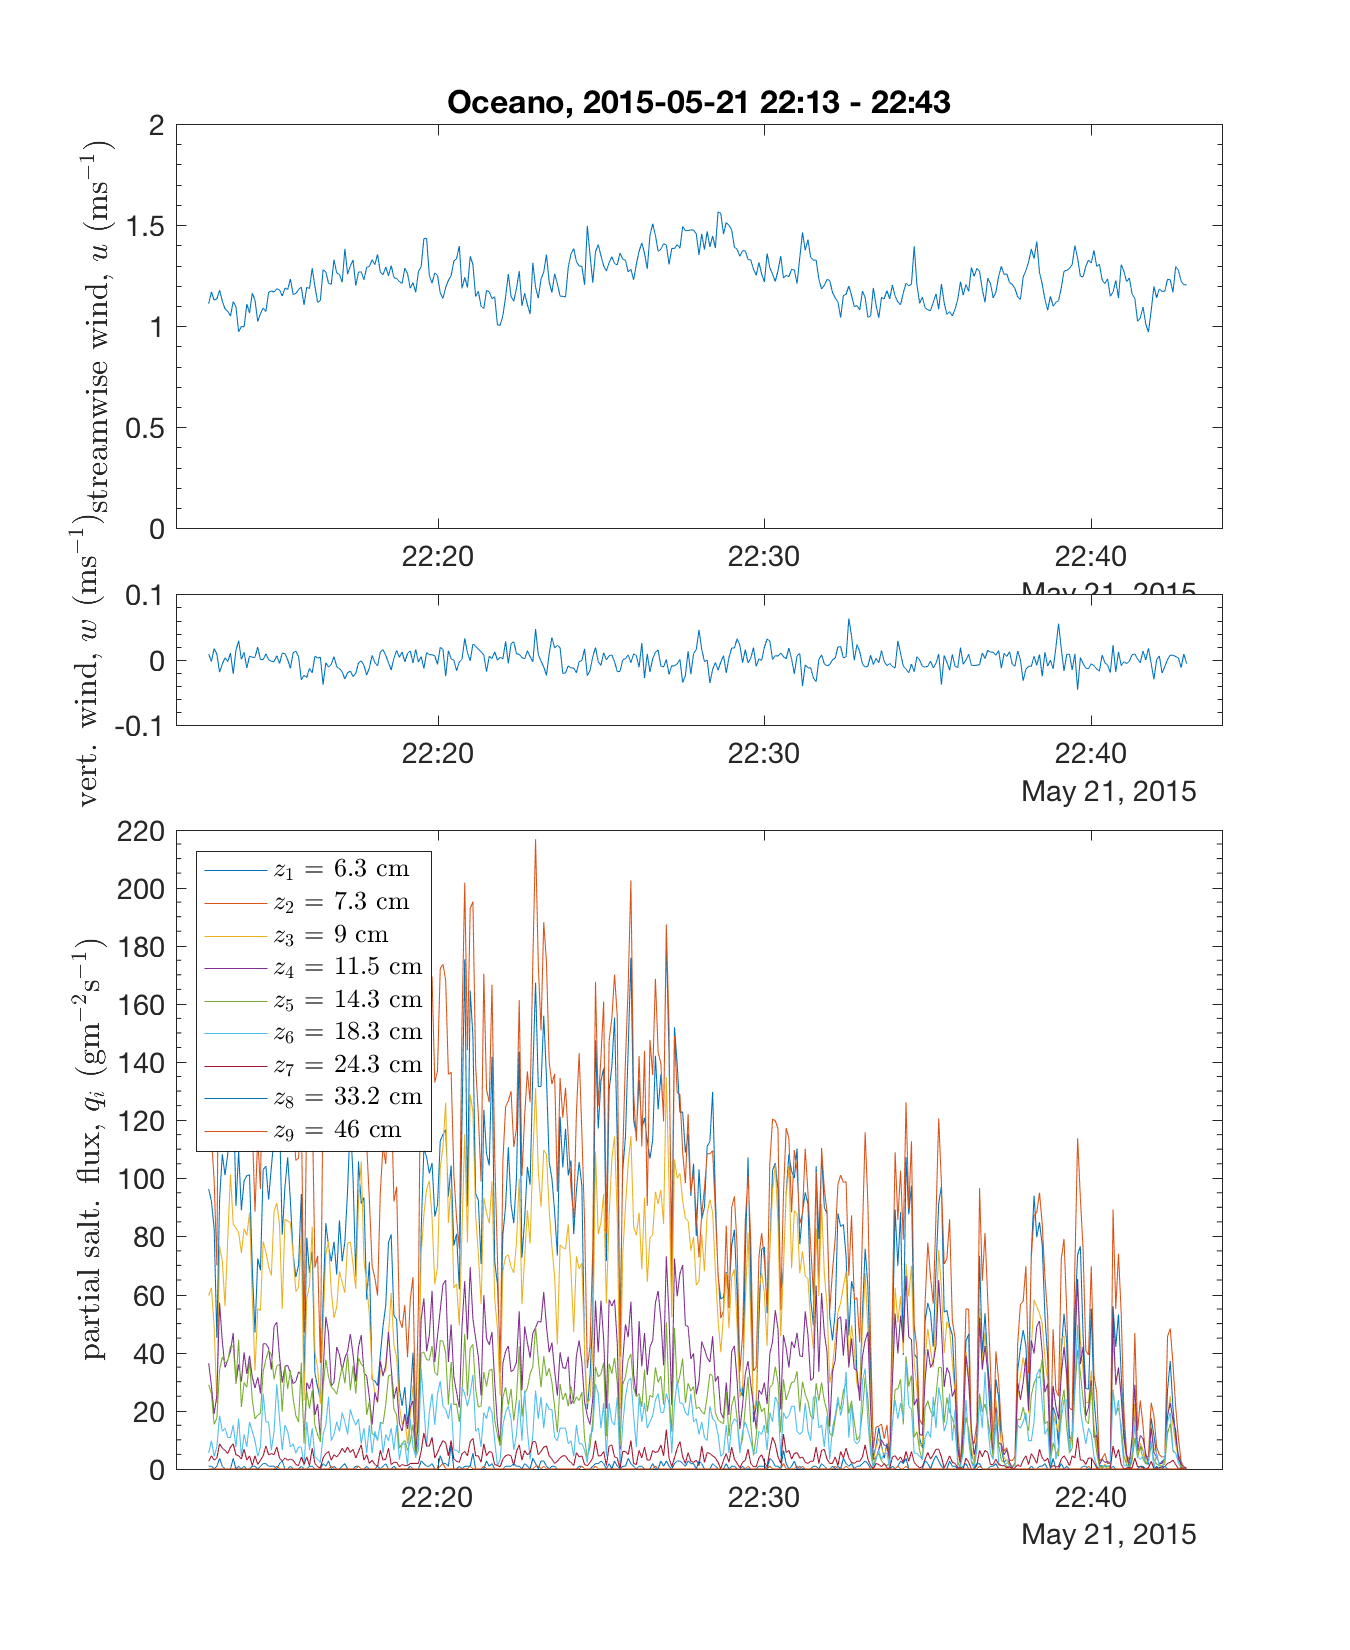 Oceano, 2015-05-21 22:13 - 22:43
streamwise wind, u (ms⁻¹)
2
1.5
1
0.5
0
22:20 22:30 22:40
May 21, 2015
vert. wind, w (ms⁻¹)
0.1
0
-0.1
22:20 22:30 22:40
May 21, 2015
partial salt. flux, qᵢ (gm⁻²s⁻¹)
220
200
180
160
140
120
100
80
60
40
20
0
z₁ = 6.3 cm
z₂ = 7.3 cm
z₃ = 9 cm
z₄ = 11.5 cm
z₅ = 14.3 cm
z₆ = 18.3 cm
z₇ = 24.3 cm
z₈ = 33.2 cm
z₉ = 46 cm
22:20 22:30 22:40
May 21, 2015